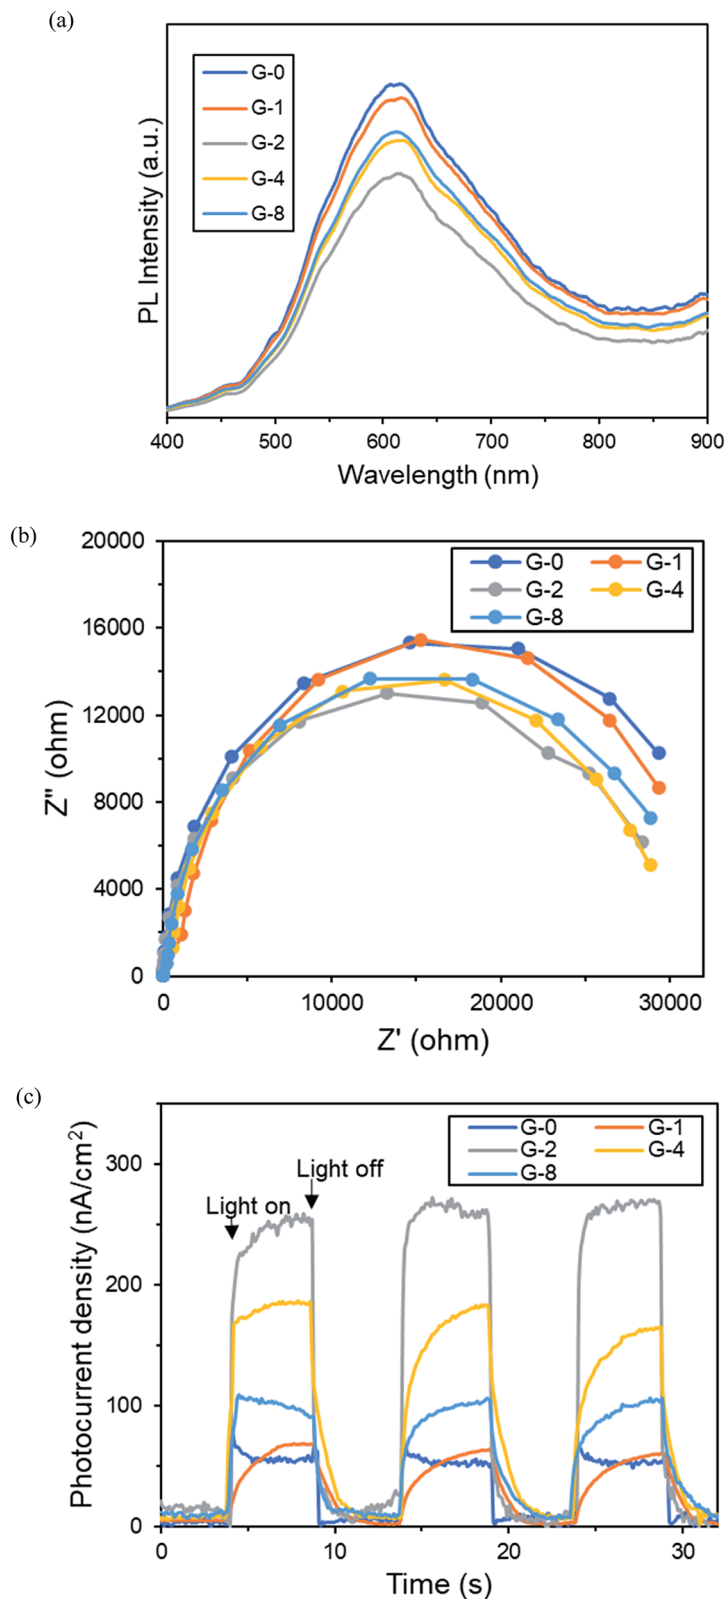 (a)
G-0
G-1
G-2
G-4
G-8
PL Intensity (a.u.)
400 500 600 700 800 900
Wavelength (nm)
(b)
20000
16000
12000
8000
4000
0
Z" (ohm)
G-0 G-1
G-2 G-4
G-8
0 10000 20000 30000
Z' (ohm)
(c)
300
200
100
0
Photocurrent density (nA/cm²)
G-0 G-1
G-2 G-4
G-8
Light off
Light on
0 10 20 30
Time (s)